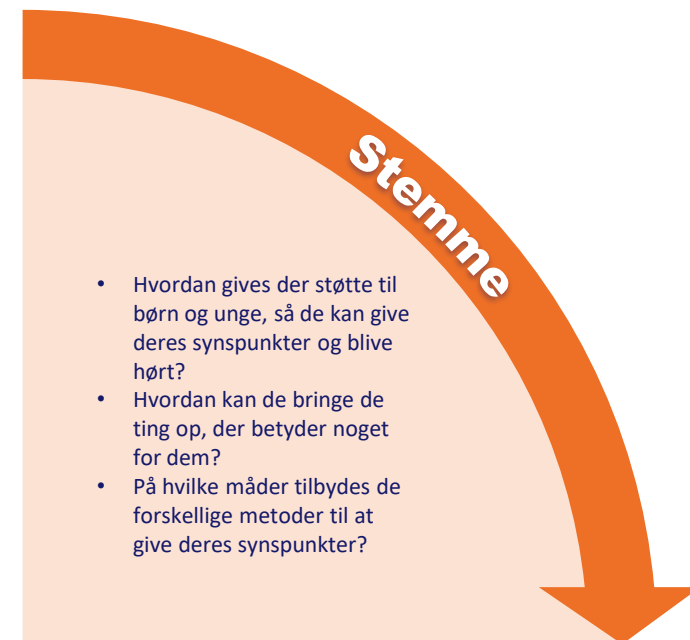 Stemme
• Hvordan gives der støtte til
børn og unge, så de kan give
deres synspunkter og blive
hørt?
• Hvordan kan de bringe de
ting op, der betyder noget
for dem?
• På hvilke måder tilbydes de
forskellige metoder til at
give deres synspunkter?